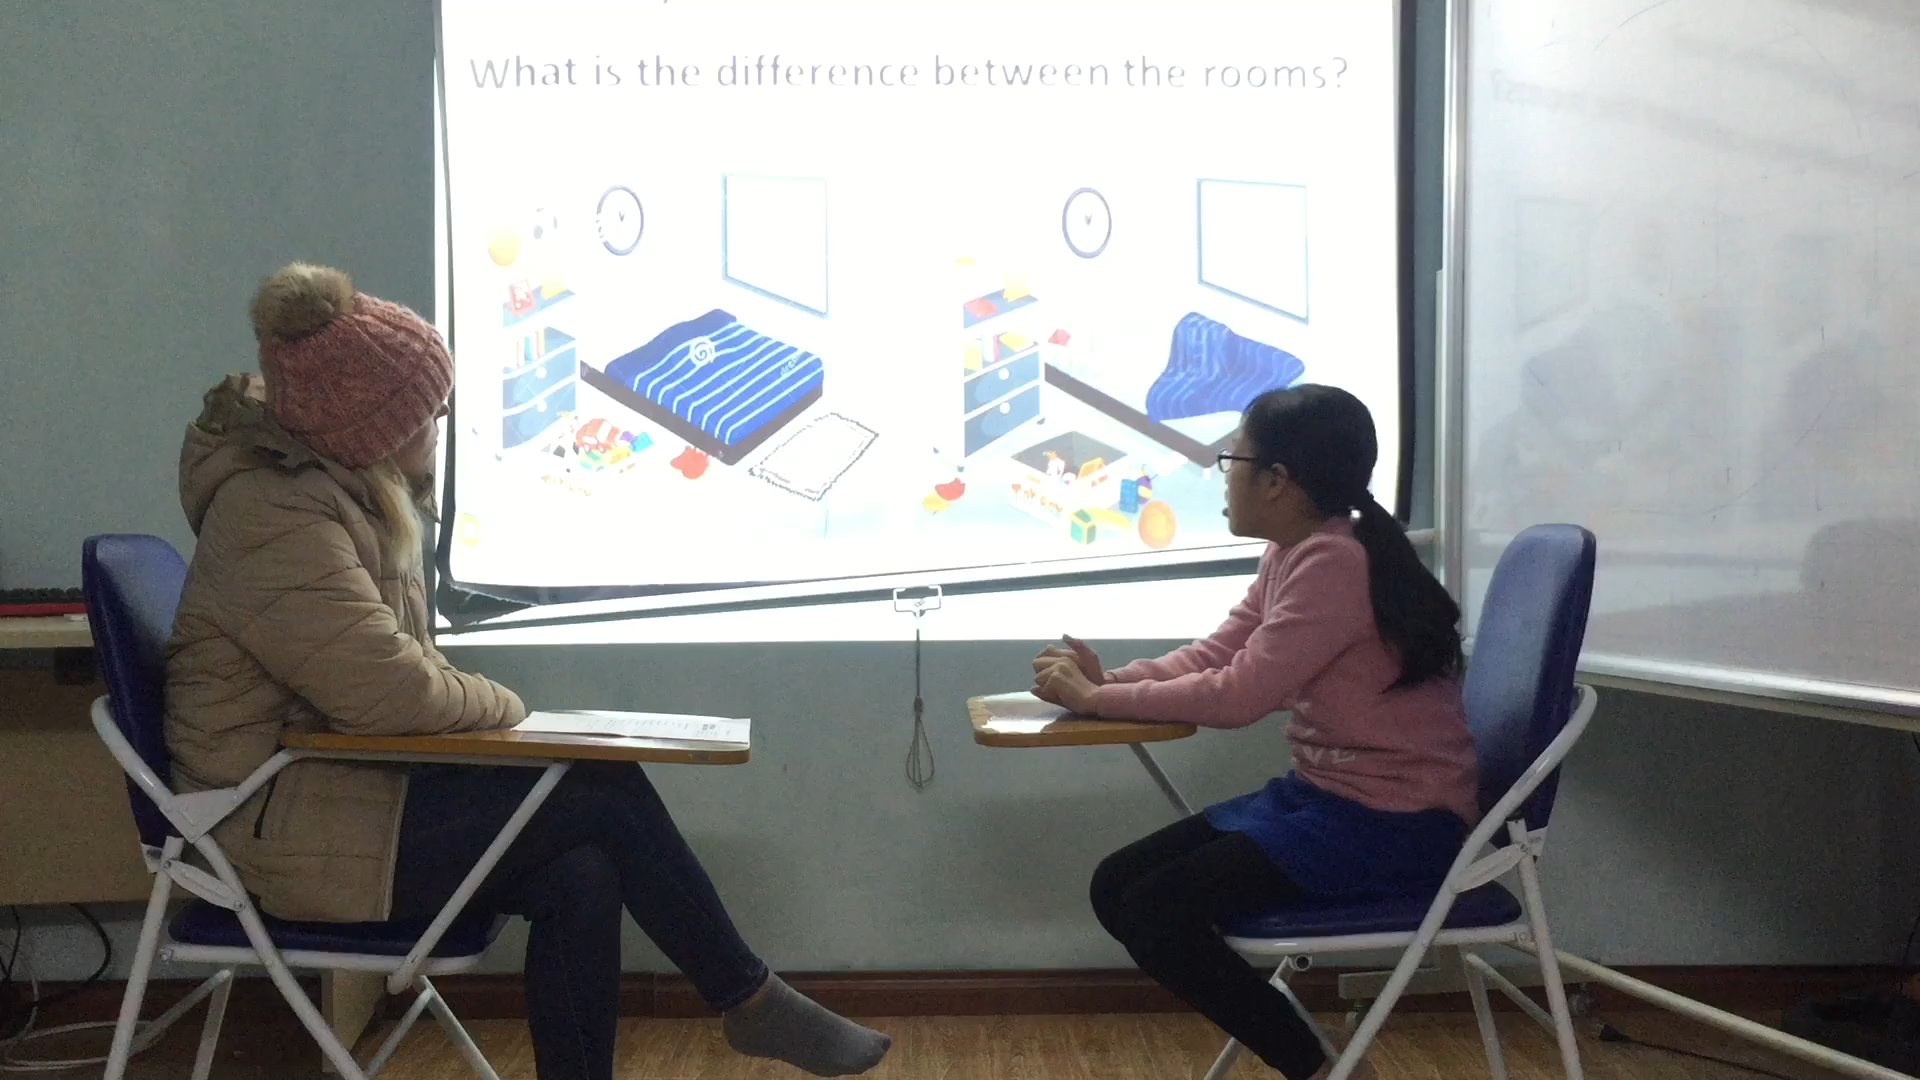 What is the difference between the rooms?